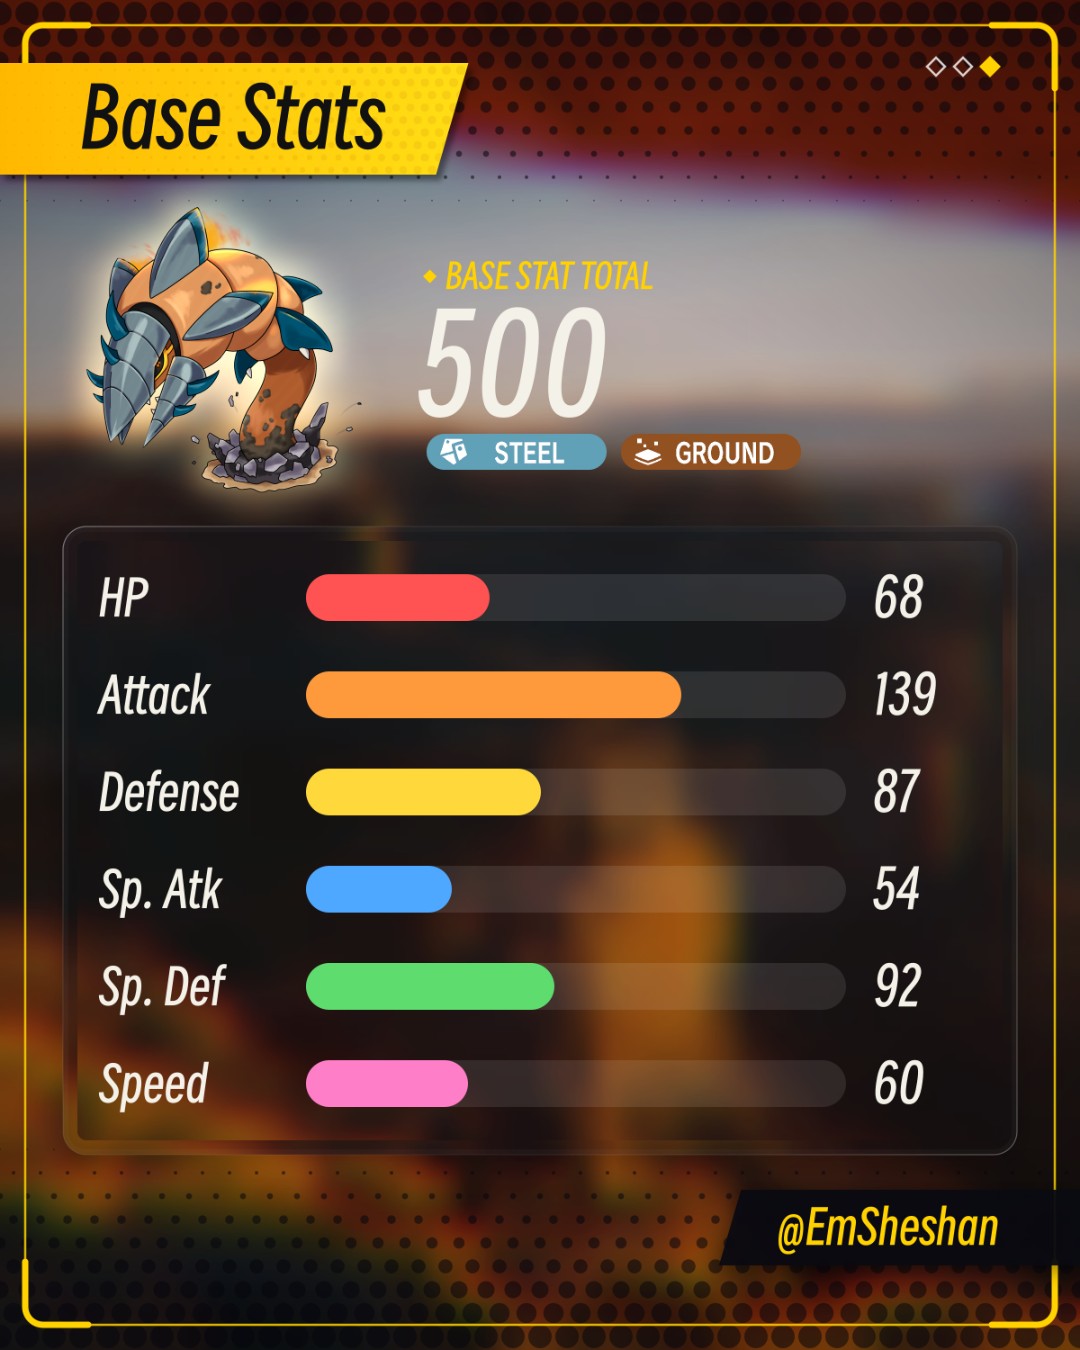 Base Stats
BASE STAT TOTAL
500
STEEL GROUND
HP 68
Attack 139
Defense 87
Sp. Atk 54
Sp. Def 92
Speed 60
@EmSheshan